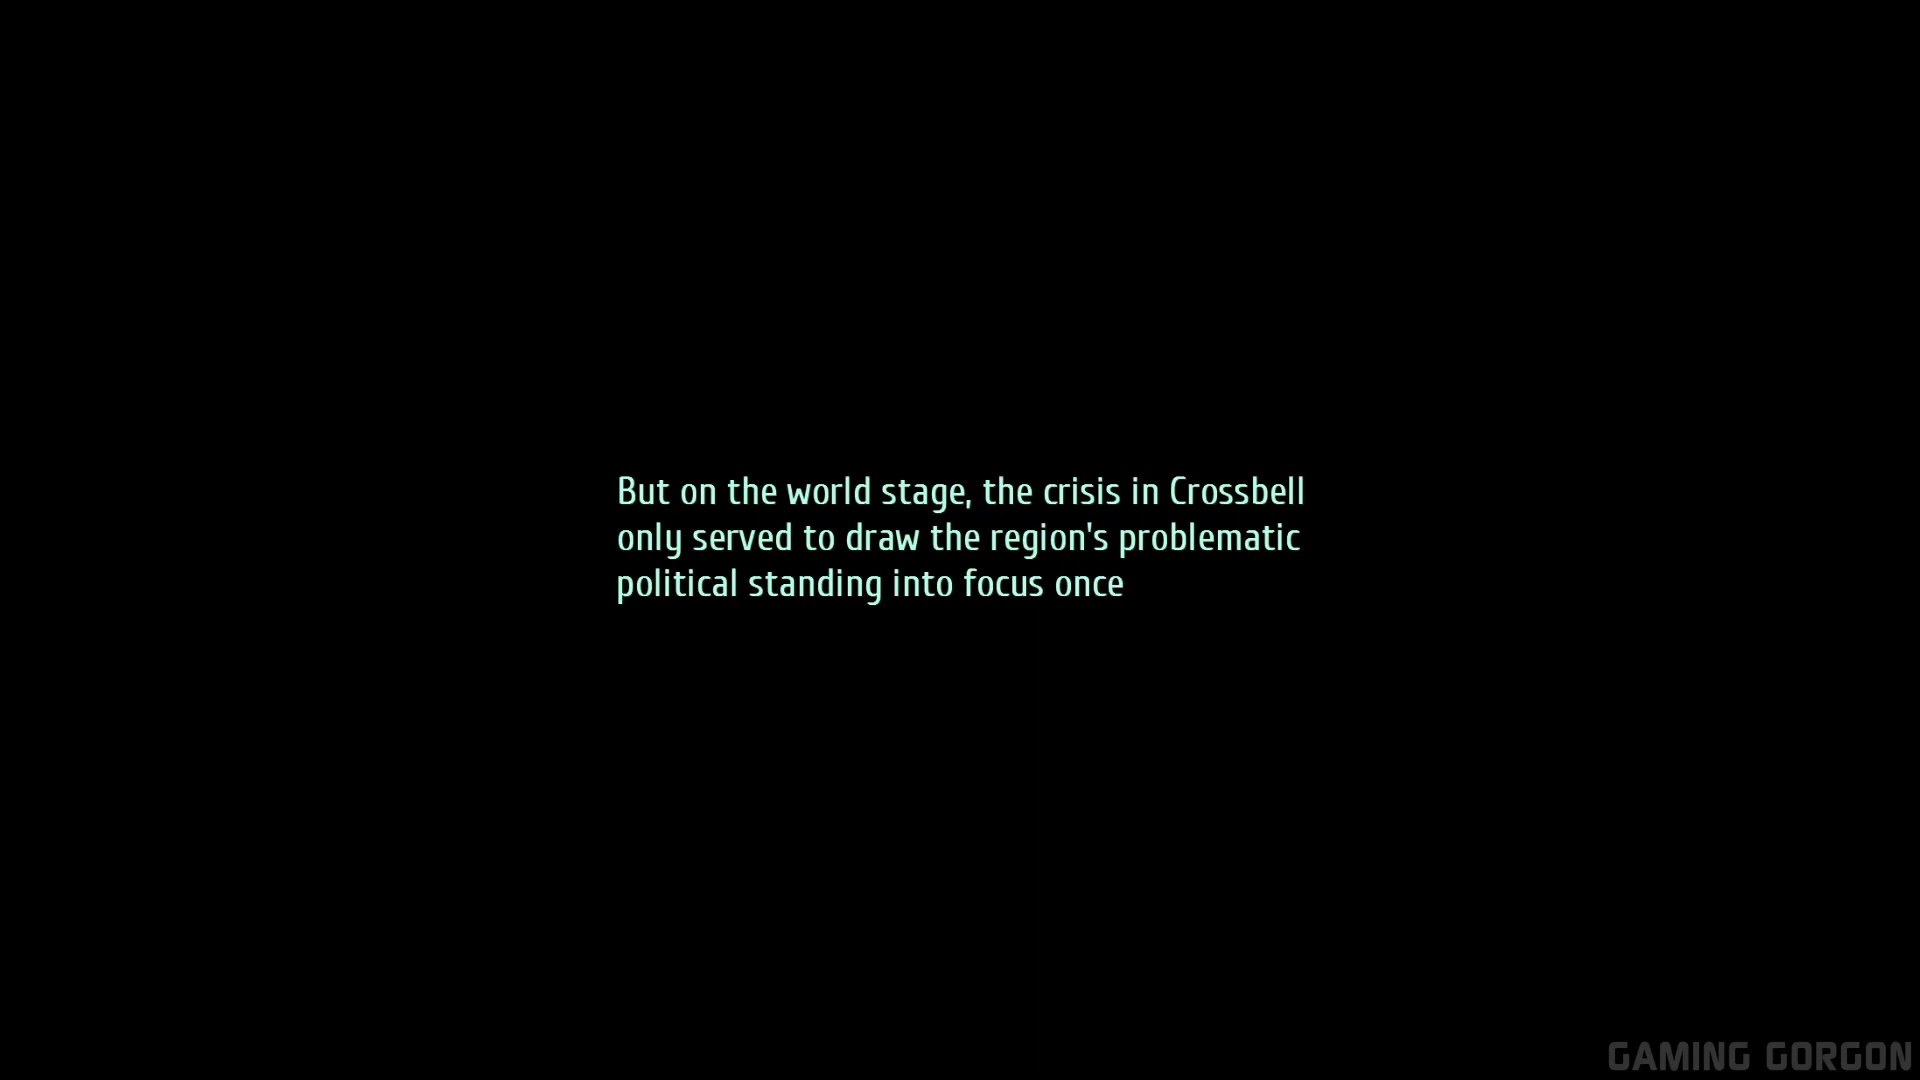 But on the world stage, the crisis in Crossbell
only served to draw the region's problematic
political standing into focus once
GAMING GORGON